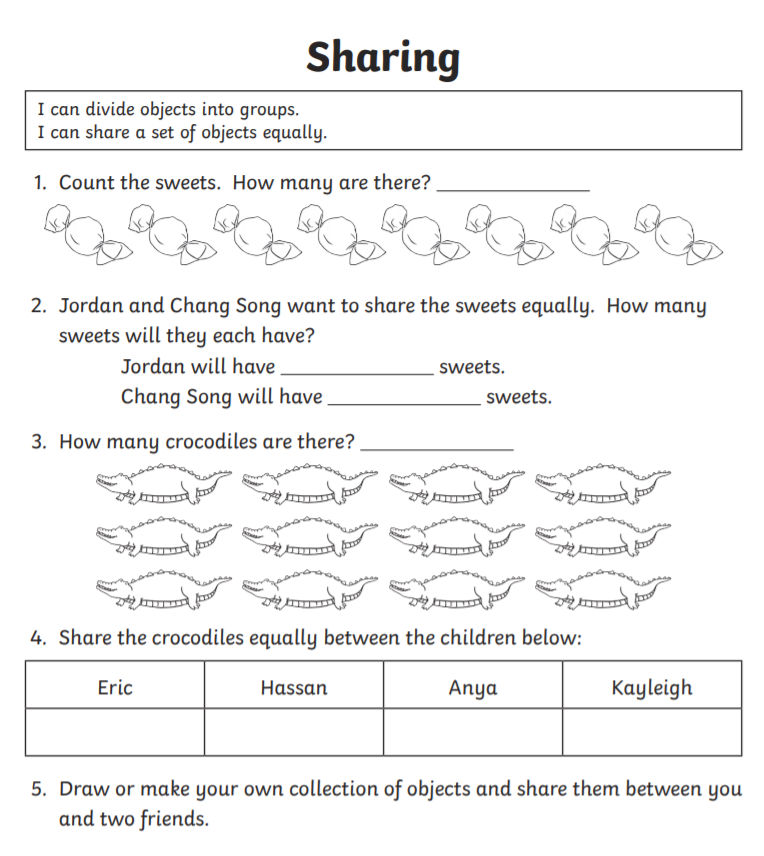 Sharing
I can divide objects into groups.
I can share a set of objects equally.
1. Count the sweets. How many are there? _______________
2. Jordan and Chang Song want to share the sweets equally. How many
sweets will they each have?
Jordan will have _______________ sweets.
Chang Song will have _______________ sweets.
3. How many crocodiles are there? _______________
4. Share the crocodiles equally between the children below:
Eric Hassan Anya Kayleigh
5. Draw or make your own collection of objects and share them between you
and two friends.